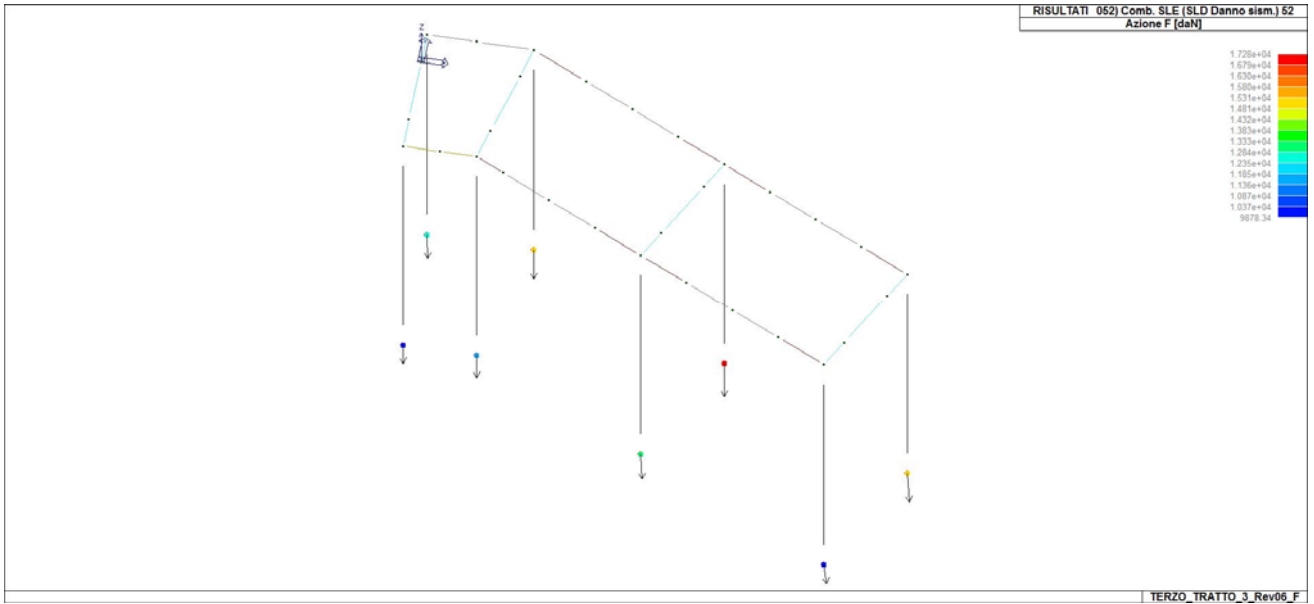 RISULTATI 052) Comb. SLE (SLD Danno sism.) 52
Azione F [daN]
Z
1.728e+04
1.679e+04
1.630e+04
1.580e+04
1.531e+04
1.481e+04
1.432e+04
1.383e+04
1.333e+04
1.284e+04
1.235e+04
1.185e+04
1.136e+04
1.087e+04
1.037e+04
9878.34
TERZO_TRATTO_3_Rev06_F